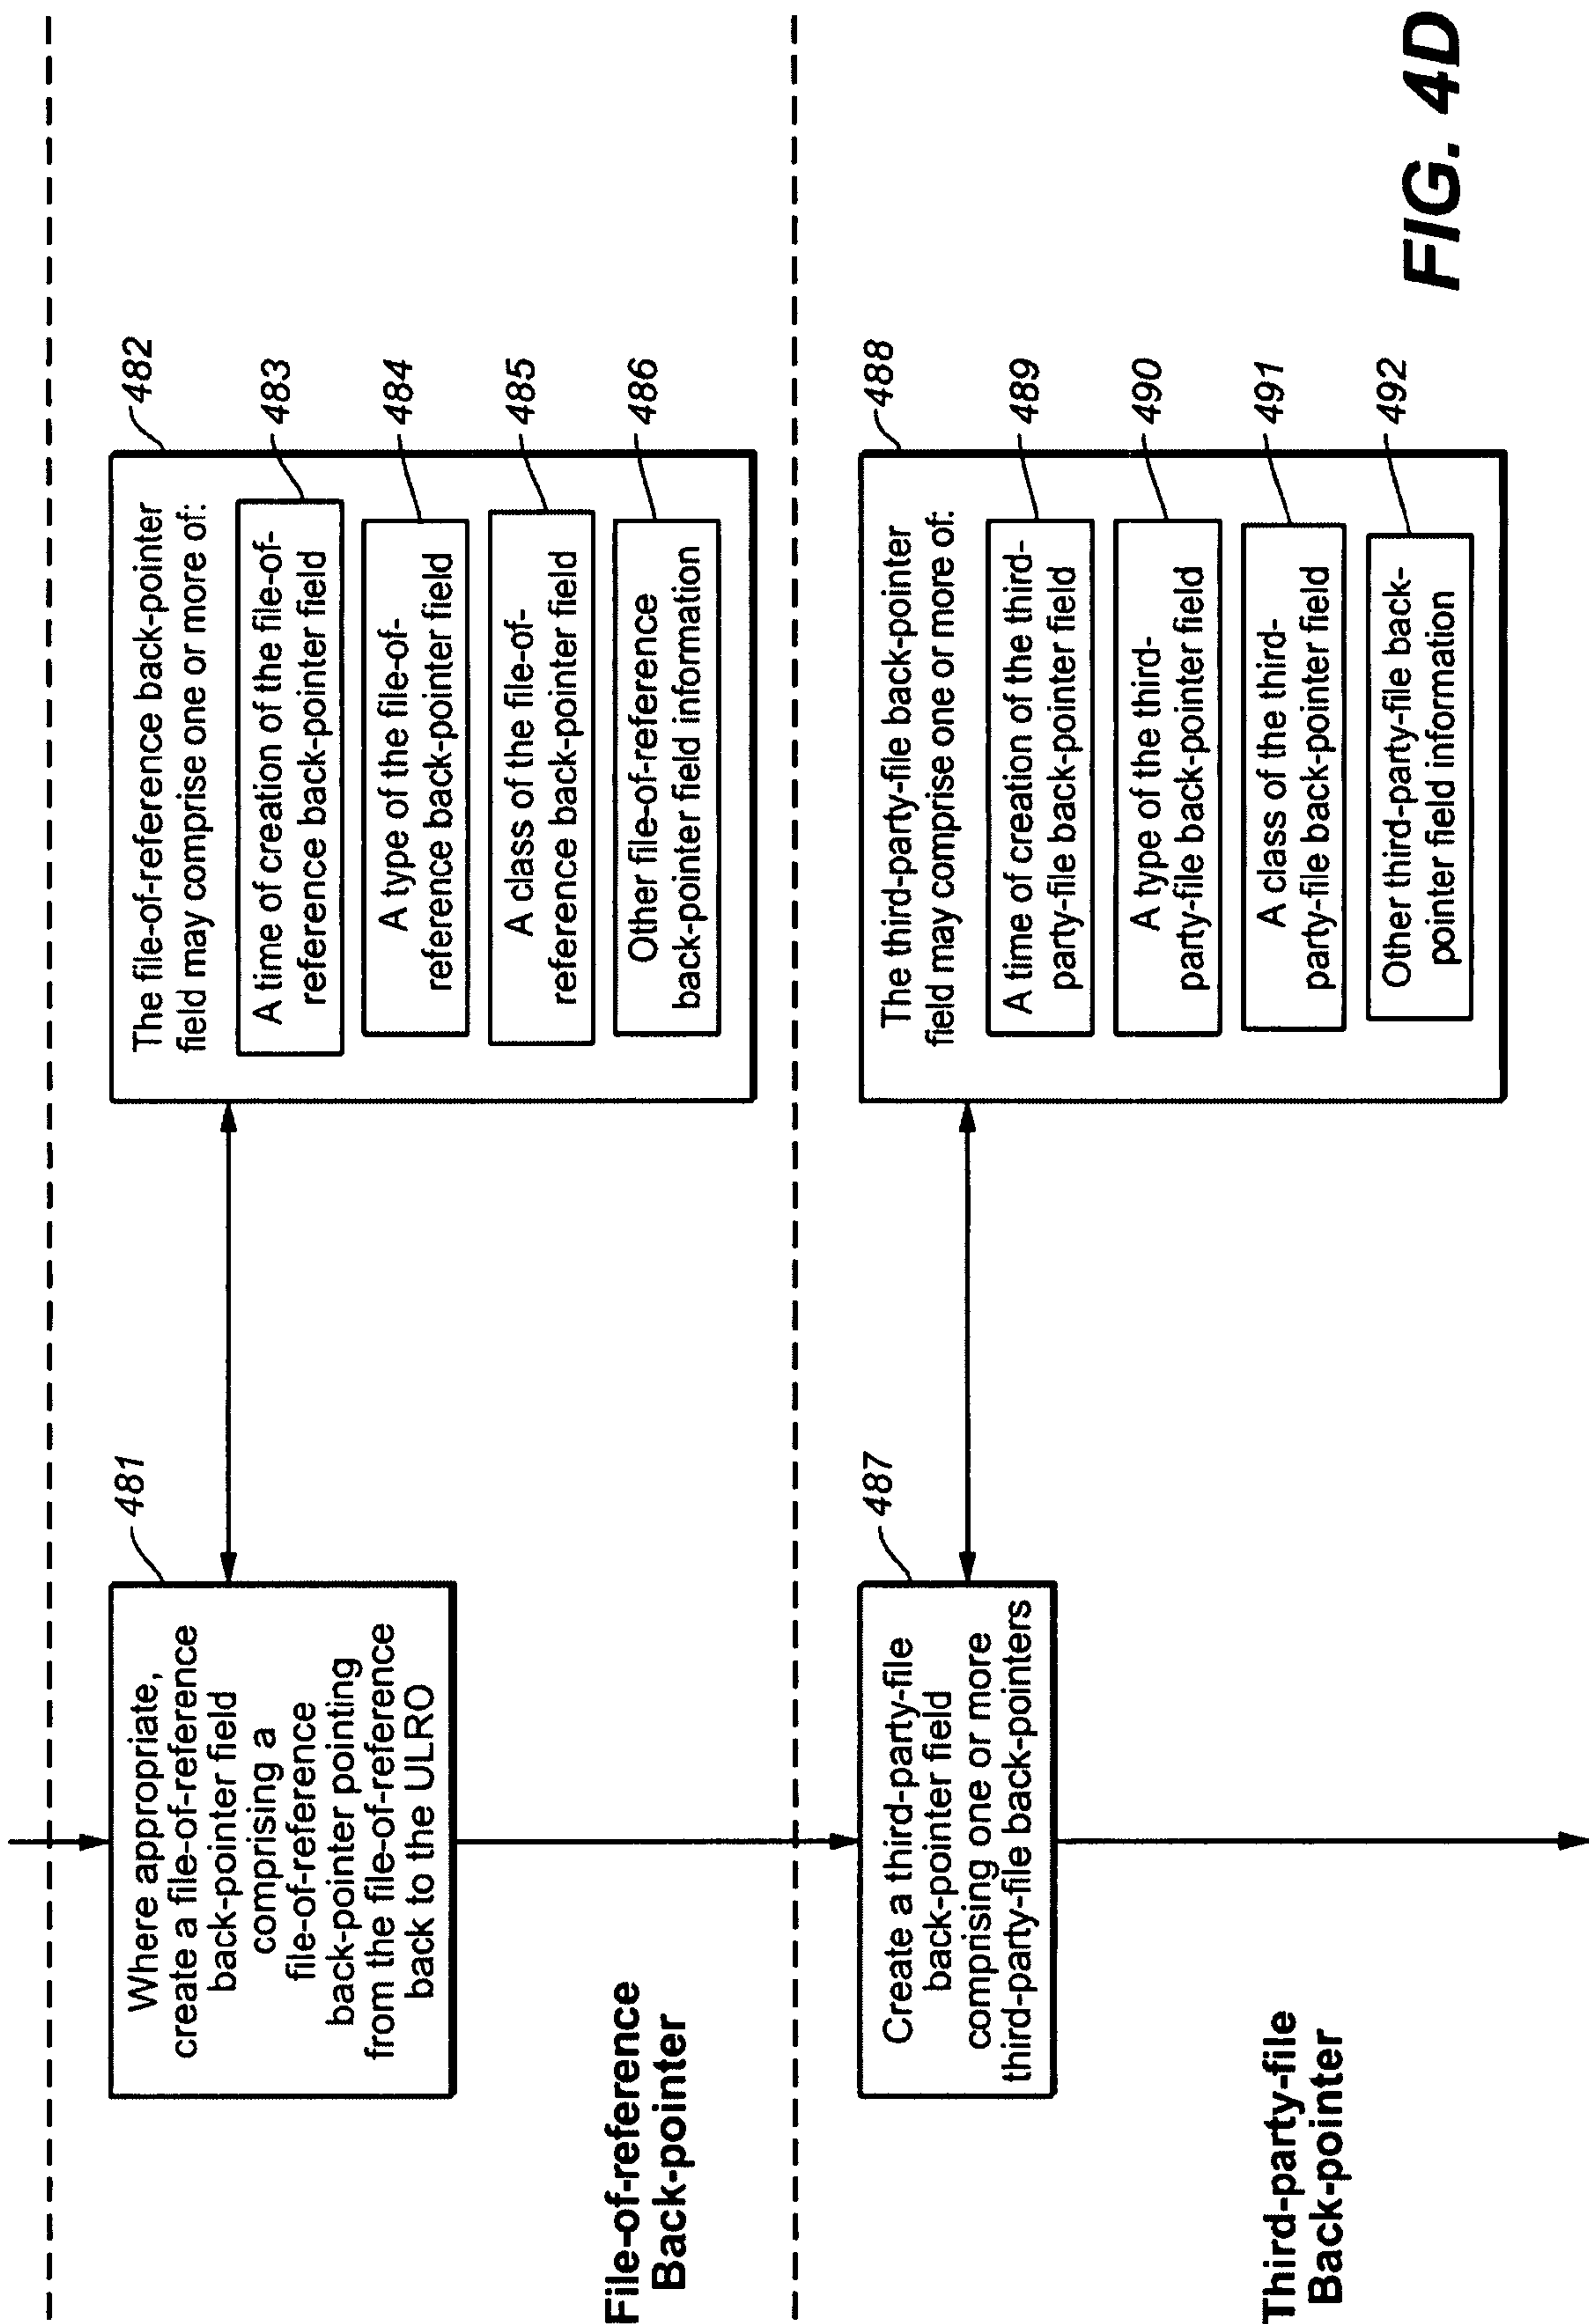 481
Where appropriate,
create a file-of-reference
back-pointer field
comprising a
file-of-reference
back-pointer pointing
from the file-of-reference
back to the ULRO
482
The file-of-reference back-pointer
field may comprise one or more of:
483
A time of creation of the file-of-
reference back-pointer field
484
A type of the file-of-
reference back-pointer field
485
A class of the file-of-
reference back-pointer field
486
Other file-of-reference
back-pointer field information
File-of-reference
Back-pointer
487
Create a third-party-file
back-pointer field
comprising one or more
third-party-file back-pointers
488
The third-party-file back-pointer
field may comprise one or more of:
489
A time of creation of the third-
party-file back-pointer field
490
A type of the third-
party-file back-pointer field
491
A class of the third-
party-file back-pointer field
492
Other third-party-file back-
pointer field information
Third-party-file
Back-pointer
FIG. 4D